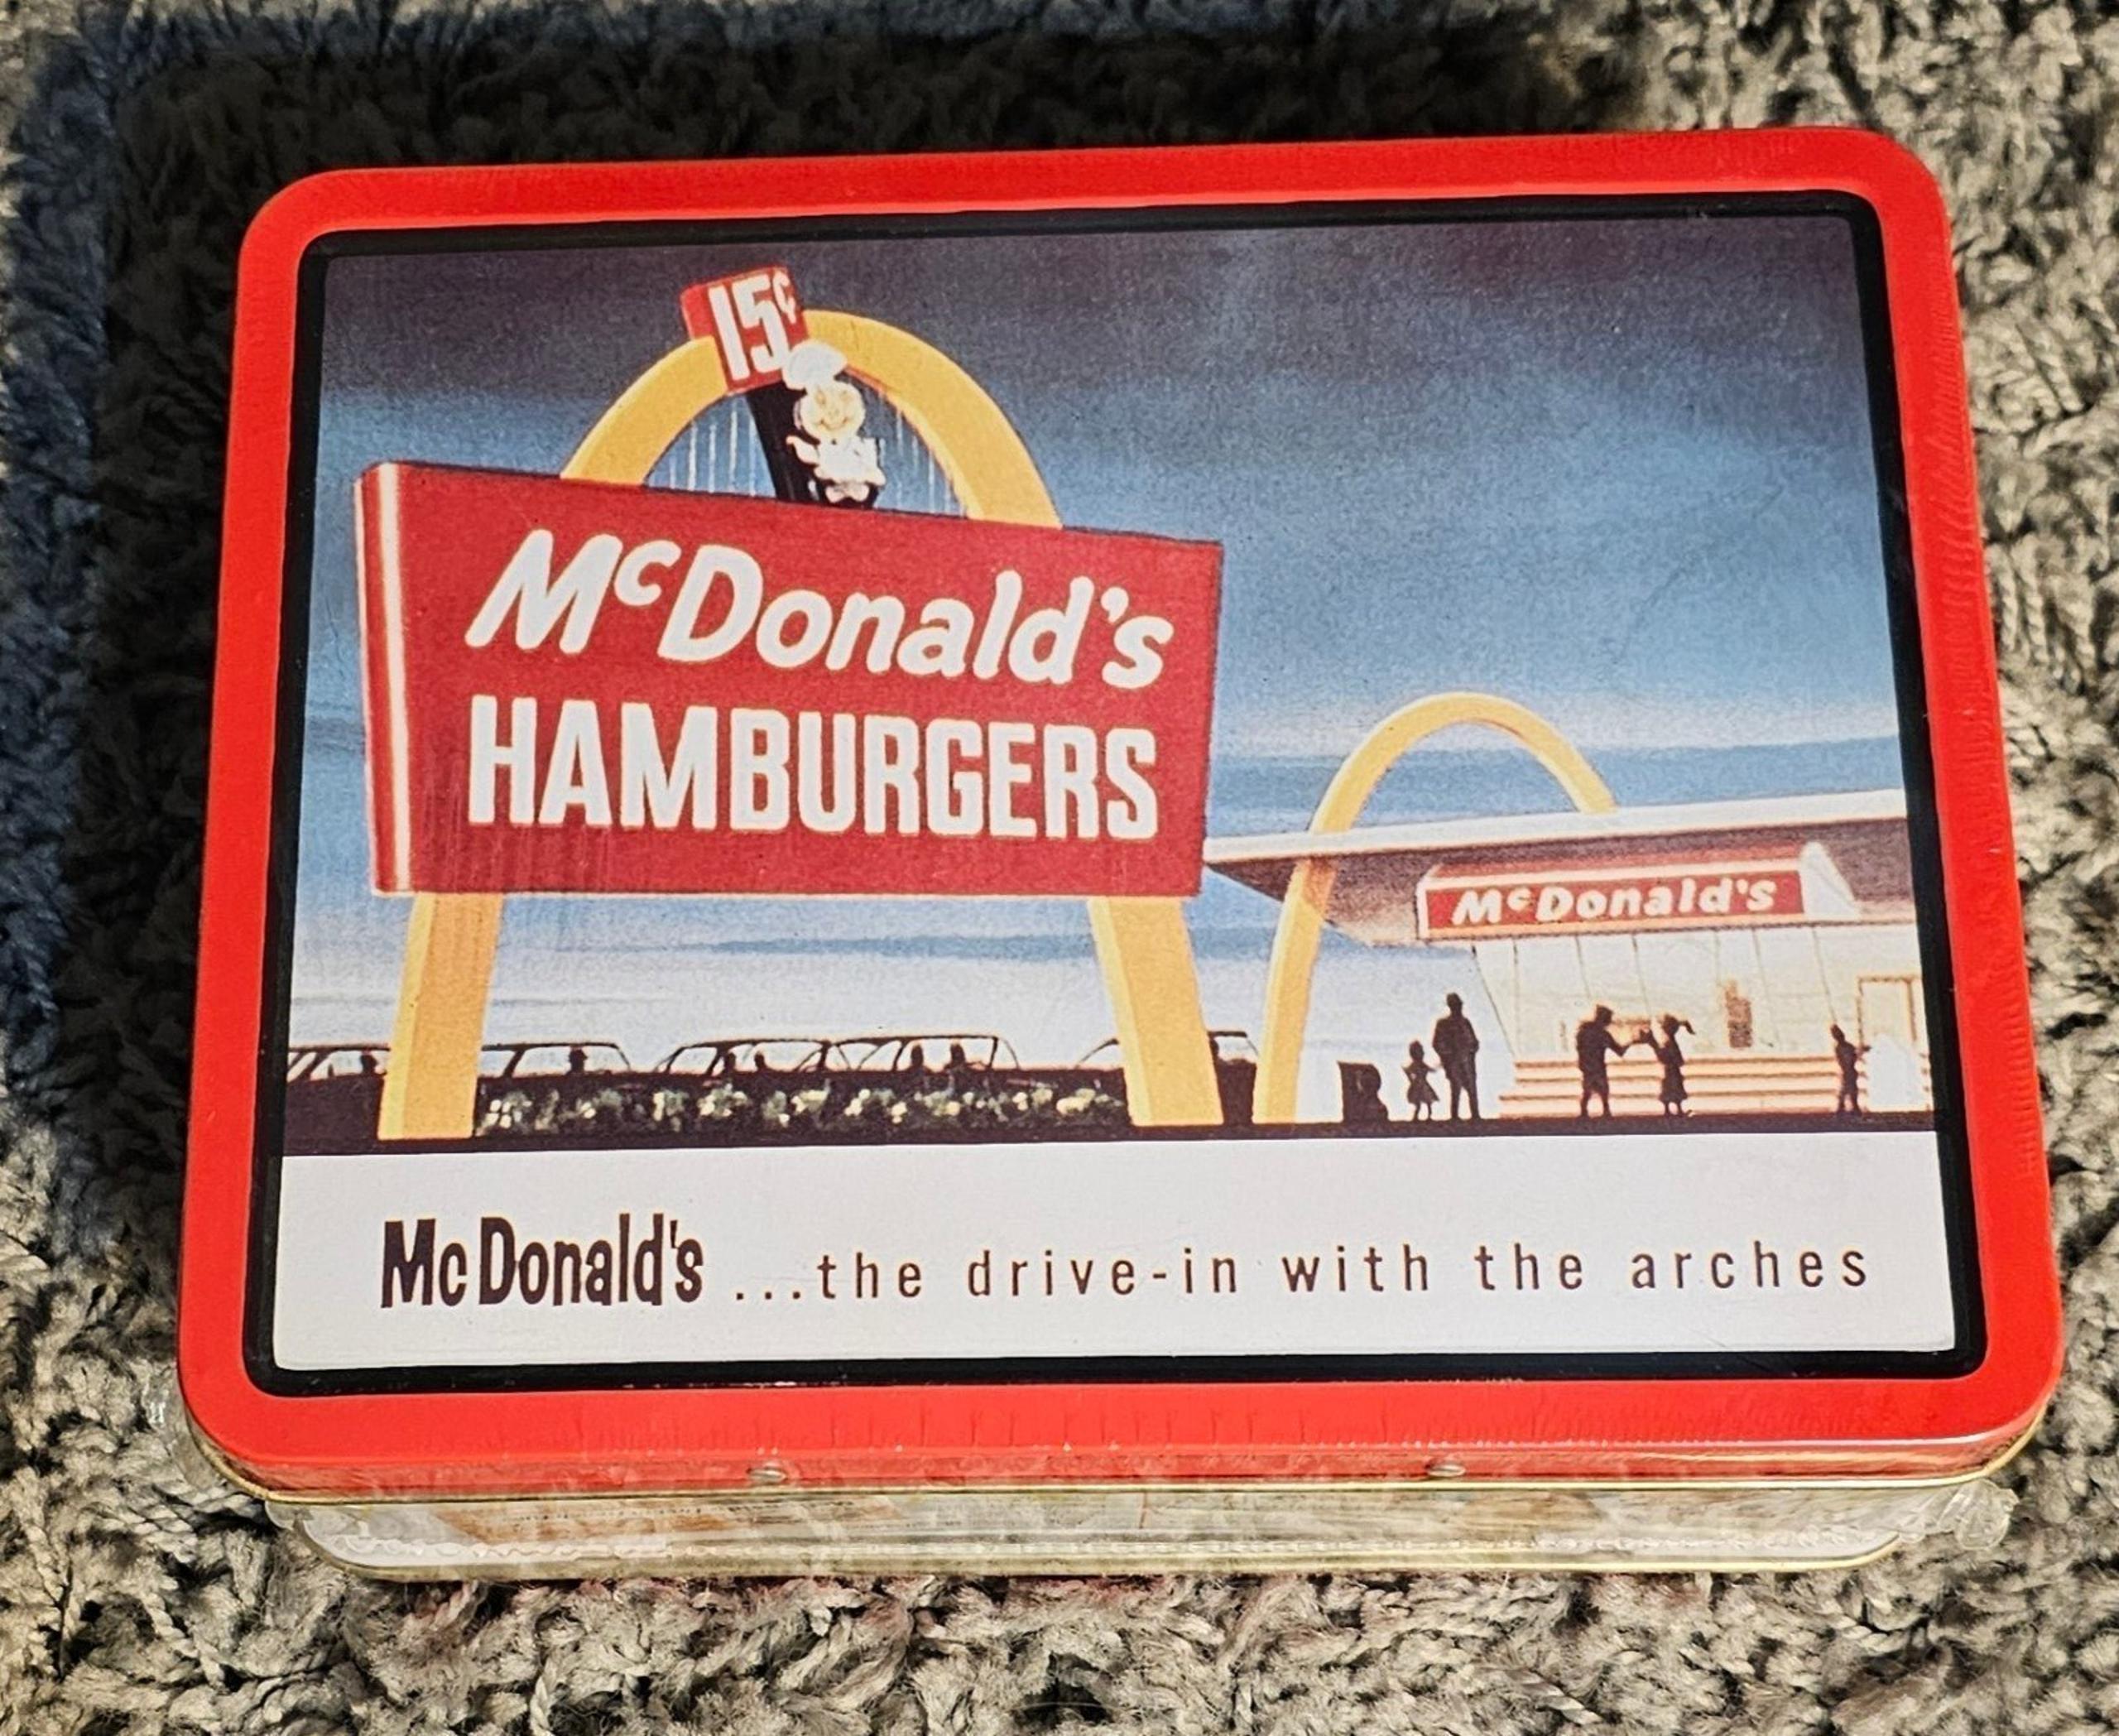 15¢
McDonald's
HAMBURGERS
McDonald's
McDonald's ...the drive-in with the arches